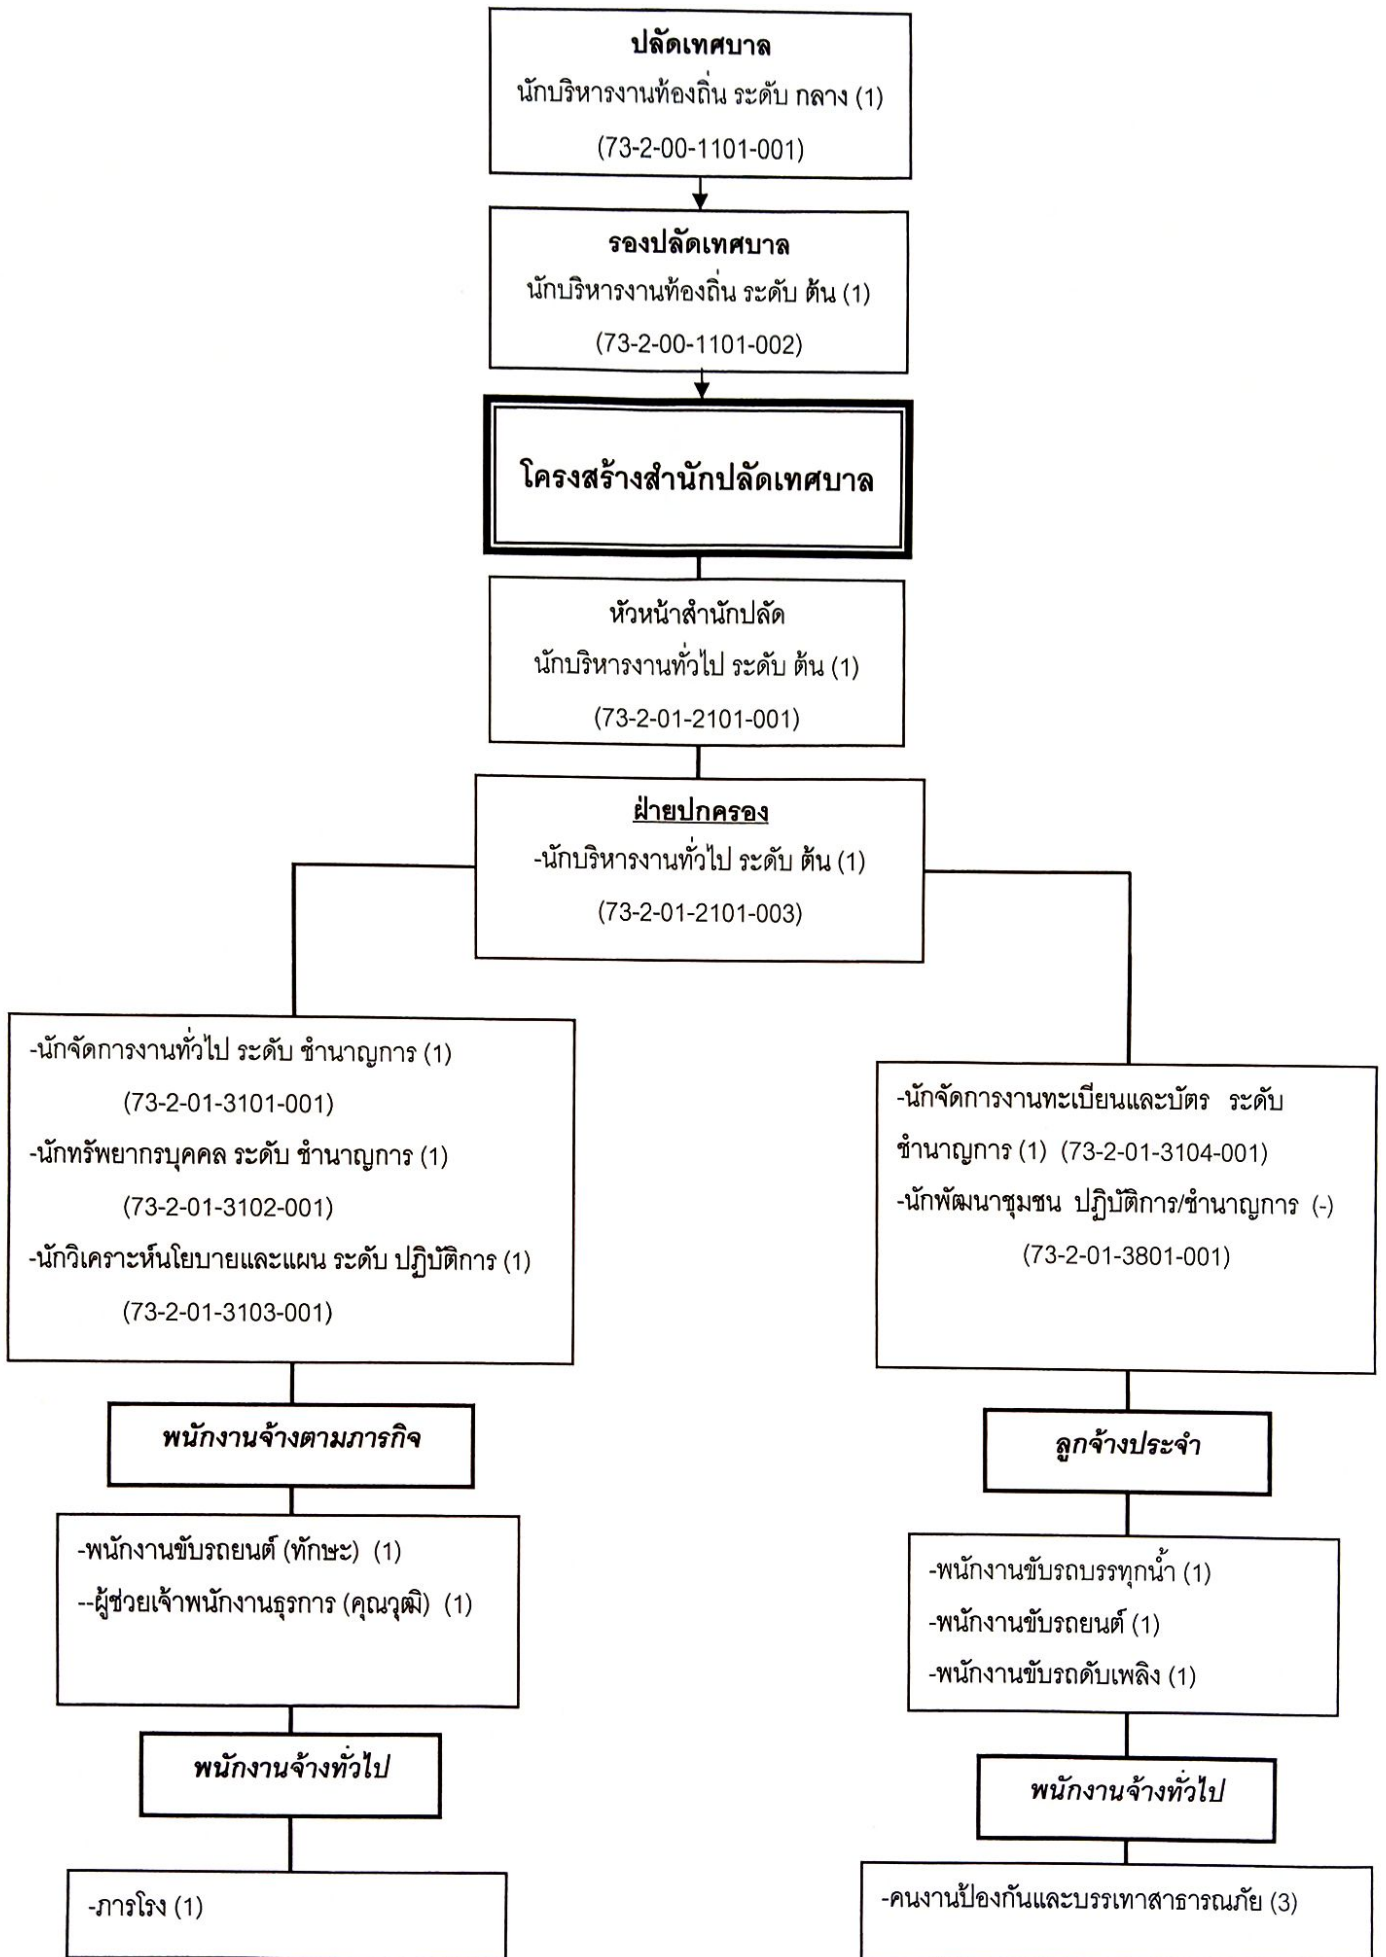 ปลัดเทศบาล
นักบริหารงานท้องถิ่น ระดับ กลาง (1)
(73-2-00-1101-001)
รองปลัดเทศบาล
นักบริหารงานท้องถิ่น ระดับ ต้น (1)
(73-2-00-1101-002)
โครงสร้างสำนักปลัดเทศบาล
หัวหน้าสำนักปลัด
นักบริหารงานทั่วไป ระดับ ต้น (1)
(73-2-01-2101-001)
ฝ่ายปกครอง
-นักบริหารงานทั่วไป ระดับ ต้น (1)
(73-2-01-2101-003)
-นักจัดการงานทั่วไป ระดับ ชำนาญการ (1)
(73-2-01-3101-001)
-นักทรัพยากรบุคคล ระดับ ชำนาญการ (1)
(73-2-01-3102-001)
-นักวิเคราะห์นโยบายและแผน ระดับ ปฏิบัติการ (1)
(73-2-01-3103-001)
พนักงานจ้างตามภารกิจ
-พนักงานขับรถยนต์ (ทักษะ) (1)
--ผู้ช่วยเจ้าพนักงานธุรการ (คุณวุฒิ) (1)
พนักงานจ้างทั่วไป
-ภารโรง (1)
-นักจัดการงานทะเบียนและบัตร ระดับ
ชำนาญการ (1) (73-2-01-3104-001)
-นักพัฒนาชุมชน ปฏิบัติการ/ชำนาญการ (-)
(73-2-01-3801-001)
ลูกจ้างประจำ
-พนักงานขับรถบรรทุกน้ำ (1)
-พนักงานขับรถยนต์ (1)
-พนักงานขับรถดับเพลิง (1)
พนักงานจ้างทั่วไป
-คนงานป้องกันและบรรเทาสาธารณภัย (3)